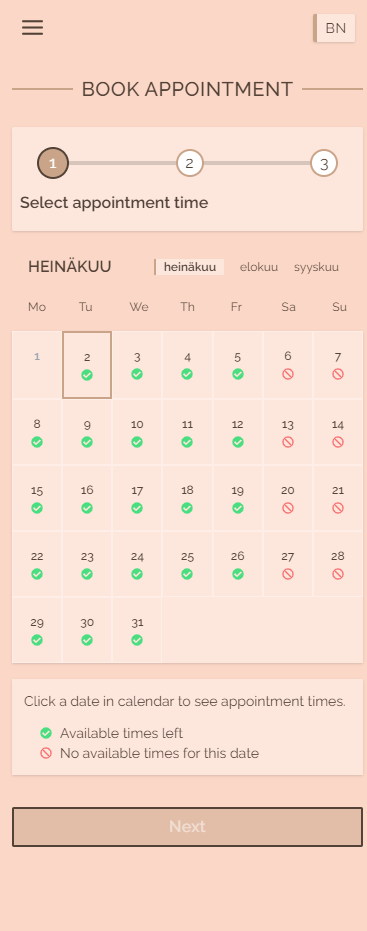 BN
BOOK APPOINTMENT
1 2 3
Select appointment time
HEINÄKUU heinäkuu elokuu syyskuu
Mo Tu We Th Fr Sa Su
1 2 3 4 5 6 7
8 9 10 11 12 13 14
15 16 17 18 19 20 21
22 23 24 25 26 27 28
29 30 31
Click a date in calendar to see appointment times.
Available times left
No available times for this date
Next